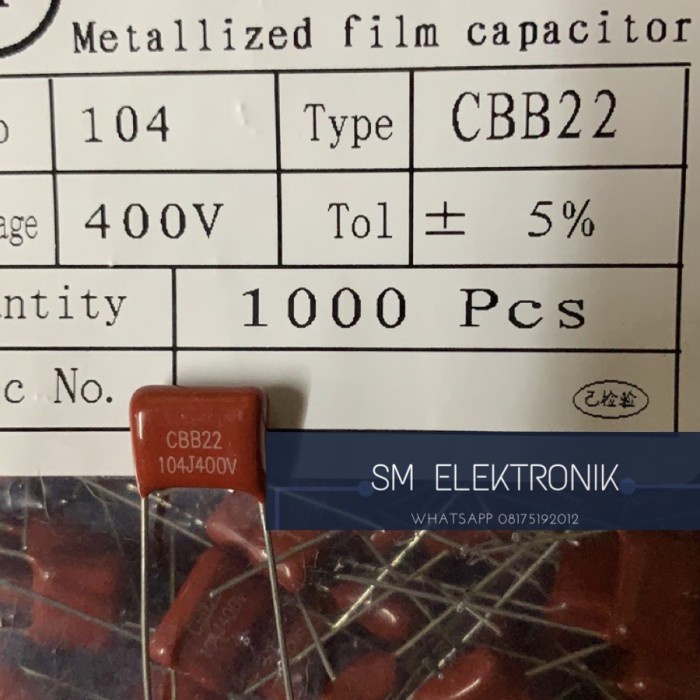 Metallized film capacitor
104 Type CBB22
age 400V Tol ± 5%
ntity 1000 Pcs
c No.
已检验
CBB22
104J400V
SM ELEKTRONIK
WHATSAPP 08175192012